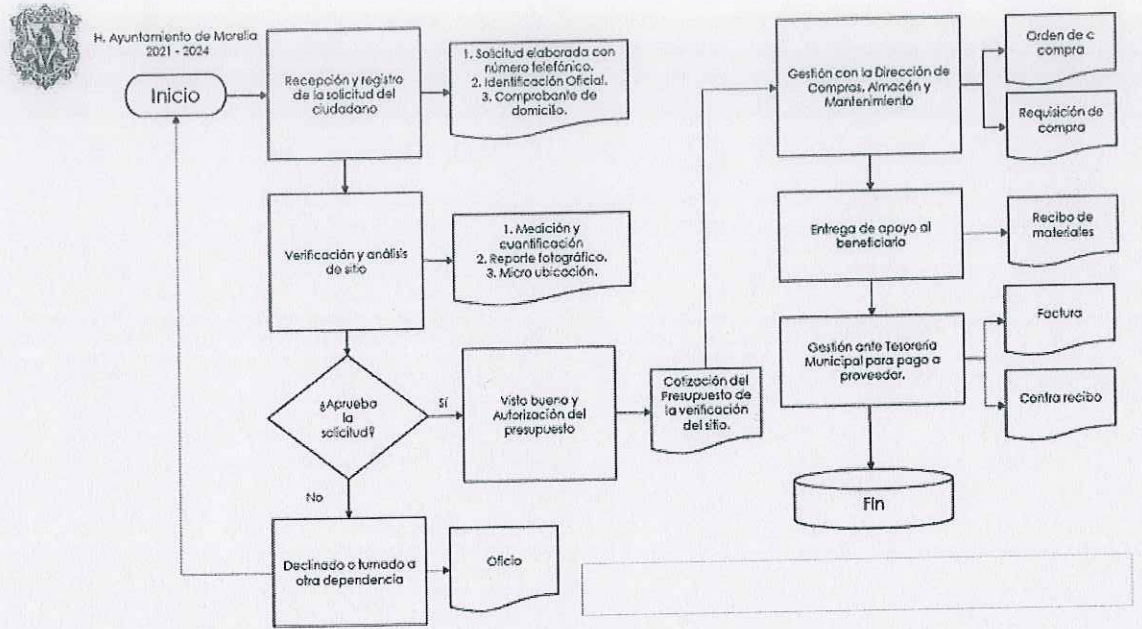 H. Ayuntamiento de Morelia
2021 - 2024
Inicio
Recepción y registro
de la solicitud del
ciudadano
1. Solicitud elaborada con
número telefónico.
2. Identificación Oficial.
3. Comprobante de
domicilio.
Verificación y análisis
de sitio
1. Medición y
cuantificación
2. Reporte fotográfico.
3. Micro ubicación.
¿Aprueba
la
solicitud?
Sí
No
Visto bueno y
Autorización del
presupuesto
Cotización del
Presupuesto de
la verificación
del sitio.
Declinado o turnado a
otra dependencia
Oficio
Gestión con la Dirección de
Compras, Almacén y
Mantenimiento
Orden de c
compra
Requisición de
compra
Entrega de apoyo al
beneficiario
Recibo de
materiales
Gestión ante Tesorería
Municipal para pago a
proveedor.
Factura
Contra recibo
Fin